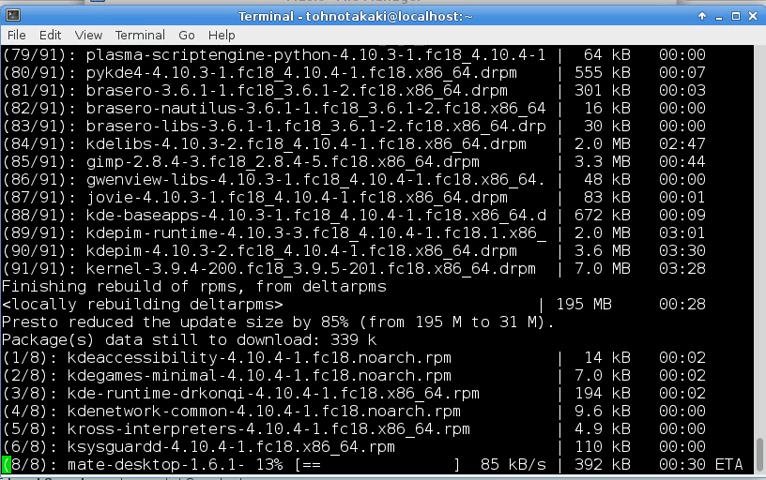 Terminal - tohnotakaki@localhost:~
File Edit View Terminal Go Help
(79/91): plasma-scriptengine-python-4.10.3-1.fc18_4.10.4-1 | 64 kB 00:00
(80/91): pykde4-4.10.3-1.fc18_4.10.4-1.fc18.x86_64.drpm | 555 kB 00:07
(81/91): brasero-3.6.1-1.fc18_3.6.1-2.fc18.x86_64.drpm | 301 kB 00:03
(82/91): brasero-nautilus-3.6.1-1.fc18_3.6.1-2.fc18.x86_64 | 16 kB 00:00
(83/91): brasero-libs-3.6.1-1.fc18_3.6.1-2.fc18.x86_64.drp | 30 kB 00:00
(84/91): kdelibs-4.10.3-2.fc18_4.10.4-1.fc18.x86_64.drpm | 2.0 MB 02:47
(85/91): gimp-2.8.4-3.fc18_2.8.4-5.fc18.x86_64.drpm | 3.3 MB 00:44
(86/91): gwenview-libs-4.10.3-1.fc18_4.10.4-1.fc18.x86_64. | 48 kB 00:00
(87/91): jovie-4.10.3-1.fc18_4.10.4-1.fc18.x86_64.drpm | 83 kB 00:01
(88/91): kde-baseapps-4.10.3-1.fc18_4.10.4-1.fc18.x86_64.d | 672 kB 00:09
(89/91): kdepim-runtime-4.10.3-3.fc18_4.10.4-1.fc18.1.x86_ | 2.0 MB 03:01
(90/91): kdepim-4.10.3-2.fc18_4.10.4-1.fc18.x86_64.drpm | 3.6 MB 03:30
(91/91): kernel-3.9.4-200.fc18_3.9.5-201.fc18.x86_64.drpm | 7.0 MB 03:28
Finishing rebuild of rpms, from deltarpms
<locally rebuilding deltarpms> | 195 MB 00:28
Presto reduced the update size by 85% (from 195 M to 31 M).
Package(s) data still to download: 339 k
(1/8): kdeaccessibility-4.10.4-1.fc18.noarch.rpm | 14 kB 00:02
(2/8): kdegames-minimal-4.10.4-1.fc18.noarch.rpm | 7.0 kB 00:02
(3/8): kde-runtime-drkonqi-4.10.4-1.fc18.x86_64.rpm | 194 kB 00:02
(4/8): kdenetwork-common-4.10.4-1.fc18.noarch.rpm | 9.6 kB 00:00
(5/8): kross-interpreters-4.10.4-1.fc18.x86_64.rpm | 4.9 kB 00:00
(6/8): ksysguardd-4.10.4-1.fc18.x86_64.rpm | 110 kB 00:00
(8/8): mate-desktop-1.6.1- 13% [== ] 85 kB/s | 392 kB 00:30 ETA